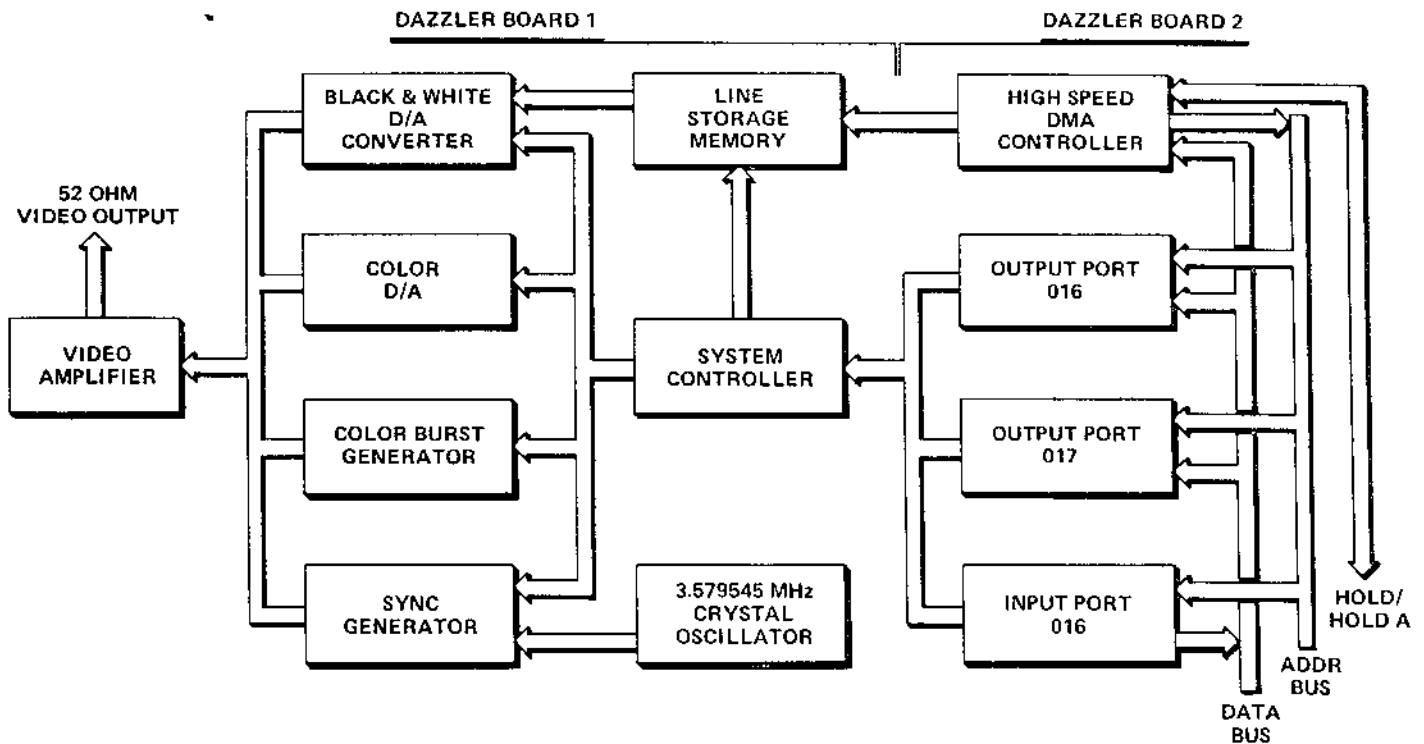 DAZZLER BOARD 1
DAZZLER BOARD 2
BLACK & WHITE
D/A
CONVERTER
LINE
STORAGE
MEMORY
HIGH SPEED
DMA
CONTROLLER
52 OHM
VIDEO OUTPUT
COLOR
D/A
OUTPUT PORT
016
VIDEO
AMPLIFIER
SYSTEM
CONTROLLER
COLOR BURST
GENERATOR
OUTPUT PORT
017
SYNC
GENERATOR
3.579545 MHz
CRYSTAL
OSCILLATOR
INPUT PORT
016
HOLD/
HOLD A
ADDR
BUS
DATA
BUS